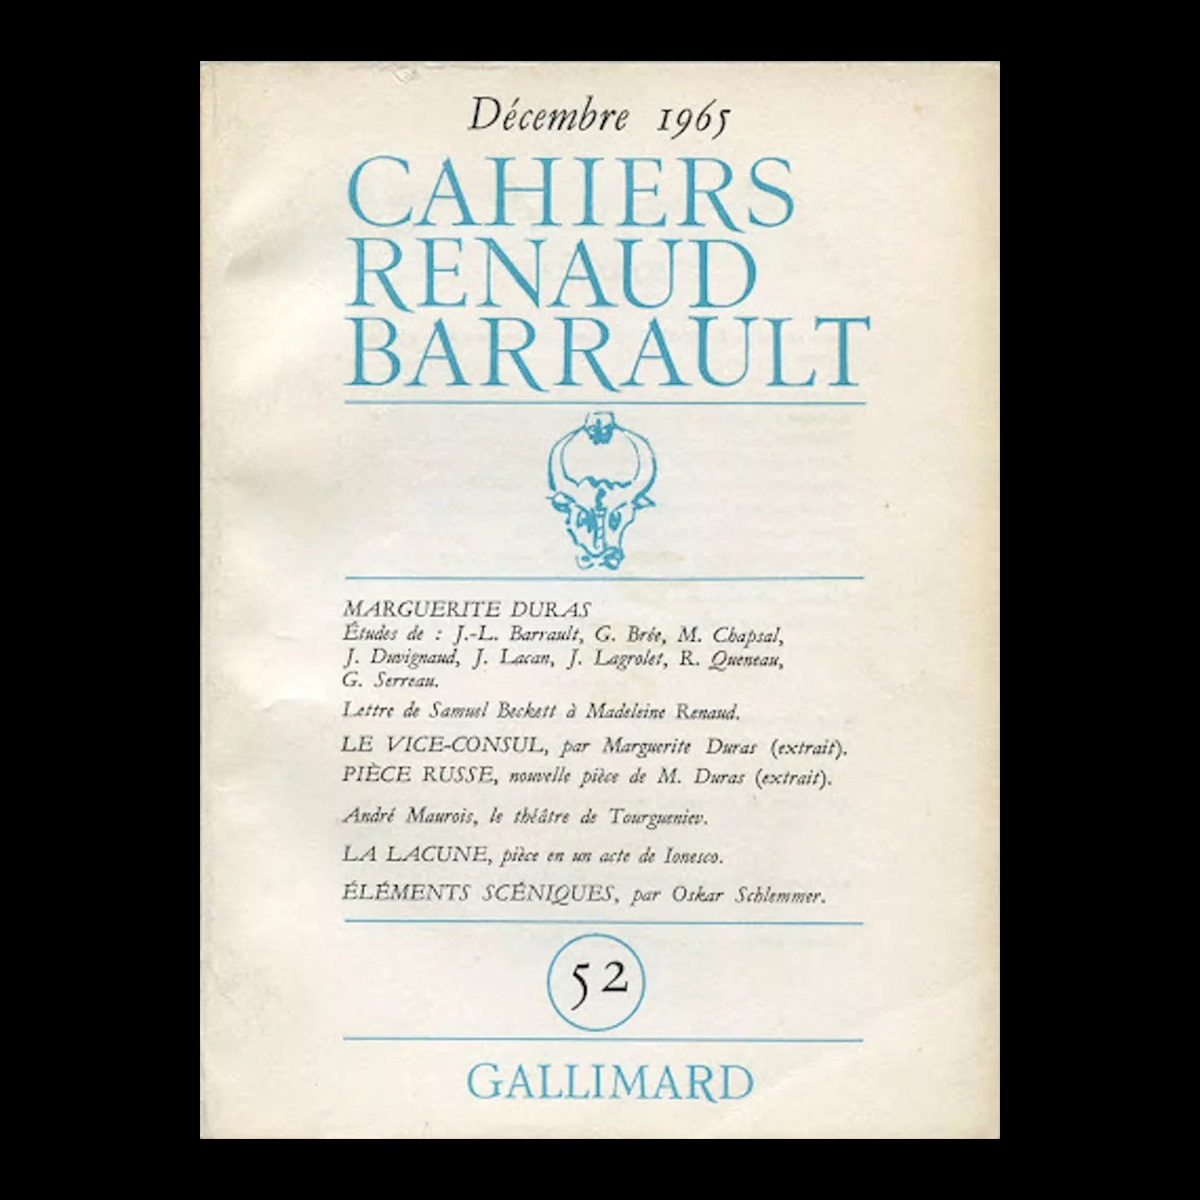 Décembre 1965
CAHIERS
RENAUD
BARRAULT
MARGUERITE DURAS
Études de : J.-L. Barrault, G. Brée, M. Chapsal,
J. Duvignaud, J. Lacan, J. Lagrolet, R. Queneau,
G. Serreau.
Lettre de Samuel Beckett à Madeleine Renaud.
LE VICE-CONSUL, par Marguerite Duras (extrait).
PIÈCE RUSSE, nouvelle pièce de M. Duras (extrait).
André Maurois, le théâtre de Tourgueniev.
LA LACUNE, pièce en un acte de Ionesco.
ÉLÉMENTS SCÉNIQUES, par Oskar Schlemmer.
52
GALLIMARD